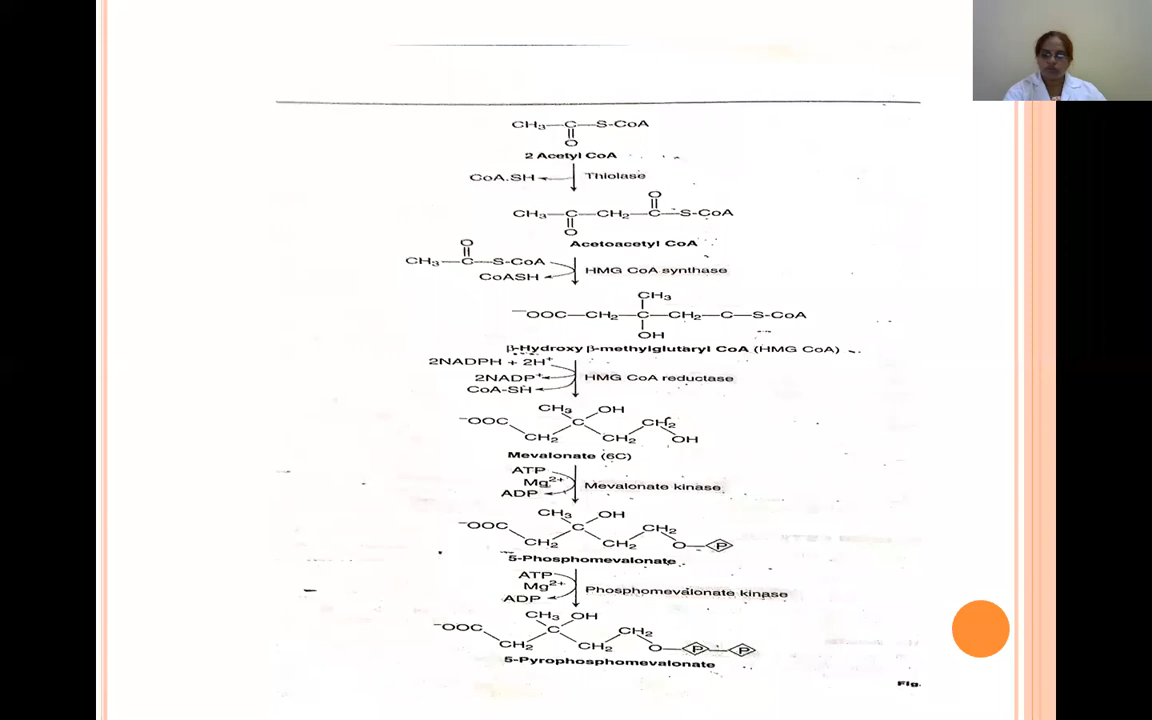 CH₃—C—S-CoA
O
2 Acetyl CoA
CoA.SH Thiolase
O
CH₃—C—CH₂—C—S-CoA
O
Acetoacetyl CoA
O
CH₃—C—S-CoA
CoASH HMG CoA synthase
CH₃
⁻OOC—CH₂—C—CH₂—C—S-CoA
OH
β-Hydroxy β-methylglutaryl CoA (HMG CoA)
2NADPH + 2H⁺
2NADP⁺ HMG CoA reductase
CoA-SH
CH₃ OH
⁻OOC C CH₂
CH₂ CH₂ OH
Mevalonate (6C)
ATP
Mg²⁺ Mevalonate kinase
ADP
CH₃ OH
⁻OOC C CH₂
CH₂ CH₂ O—P
5-Phosphomevalonate
ATP
Mg²⁺ Phosphomevalonate kinase
ADP
CH₃ OH
⁻OOC C CH₂
CH₂ CH₂ O—P—P
5-Pyrophosphomevalonate
Fig.